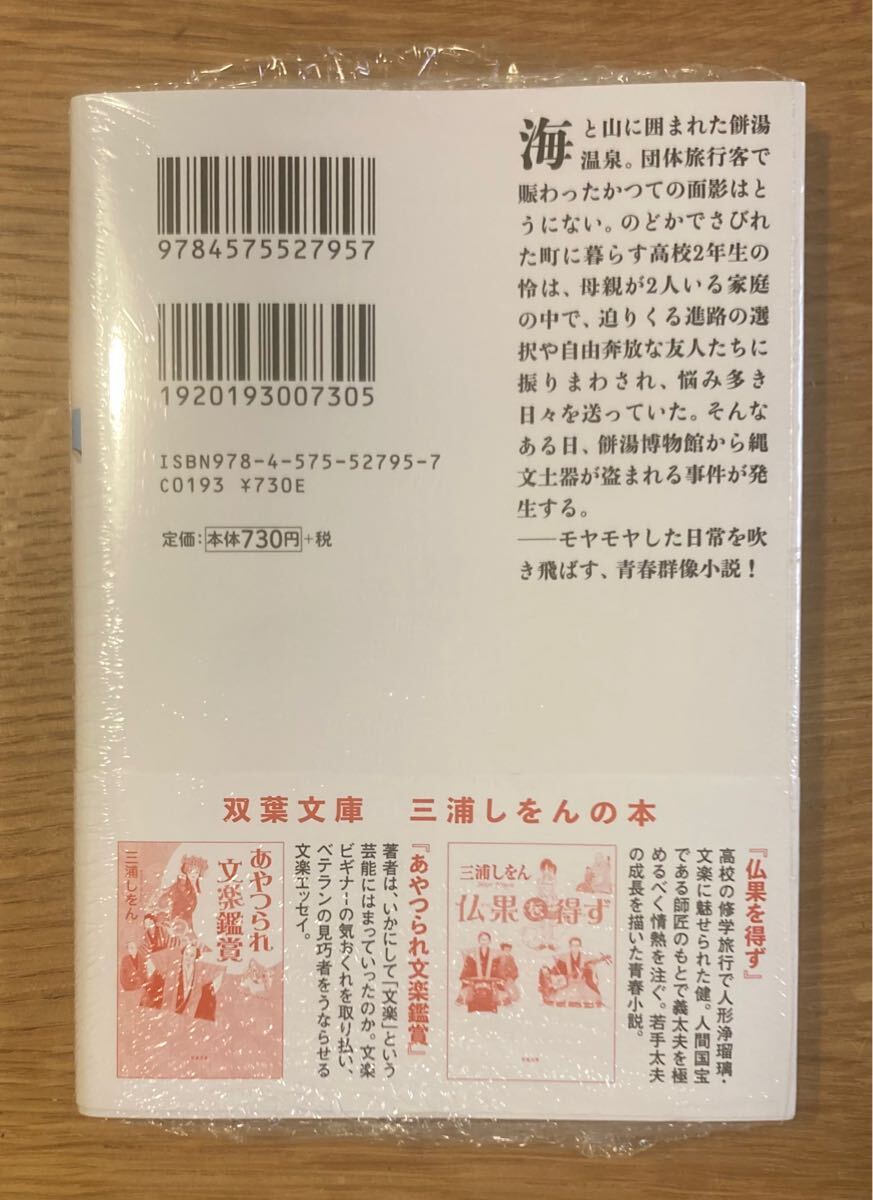 9784575527957
1920193007305
ISBN978-4-575-52795-7
C0193 ¥730E
定価：本体730円+税
海と山に囲まれた餅湯
温泉。団体旅行客で
賑わったかつての面影はと
うにない。のどかでさびれ
た町に暮らす高校2年生の
怜は、母親が2人いる家庭
の中で、迫りくる進路の選
択や自由奔放な友人たちに
振りまわされ、悩み多き
日々を送っていた。そんな
ある日、餅湯博物館から縄
文土器が盗まれる事件が発
生する。
──モヤモヤした日常を吹
き飛ばす、青春群像小説！
双葉文庫　三浦しをんの本
『仏果を得ず』
高校の修学旅行で人形浄瑠璃・
文楽に魅せられた健。人間国宝
である師匠のもとで義太夫を極
めるべく情熱を注ぐ。若手太夫
の成長を描いた青春小説。
三浦しをん
仏果を得ず
『あやつられ文楽鑑賞』
著者は、いかにして「文楽」という
芸能にはまっていったのか。文楽
ビギナーの気おくれを取り払い、
ベテランの見巧者をうならせる
文楽エッセイ。
あやつられ
文楽鑑賞
三浦しをん